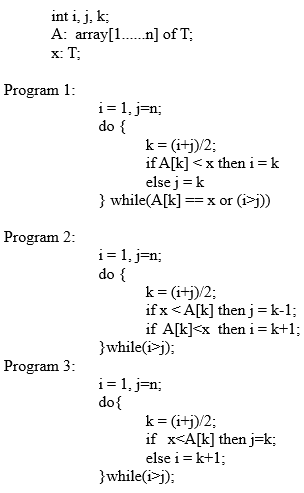 int i, j, k;
A: array[1......n] of T;
x: T;
Program 1:
i = 1, j=n;
do {
k = (i+j)/2;
if A[k] < x then i = k
else j = k
} while(A[k] == x or (i>j))
Program 2:
i = 1, j=n;
do {
k = (i+j)/2;
if x < A[k] then j = k-1;
if A[k]<x then i = k+1;
}while(i>j);
Program 3:
i = 1, j=n;
do{
k = (i+j)/2;
if x<A[k] then j=k;
else i = k+1;
}while(i>j);